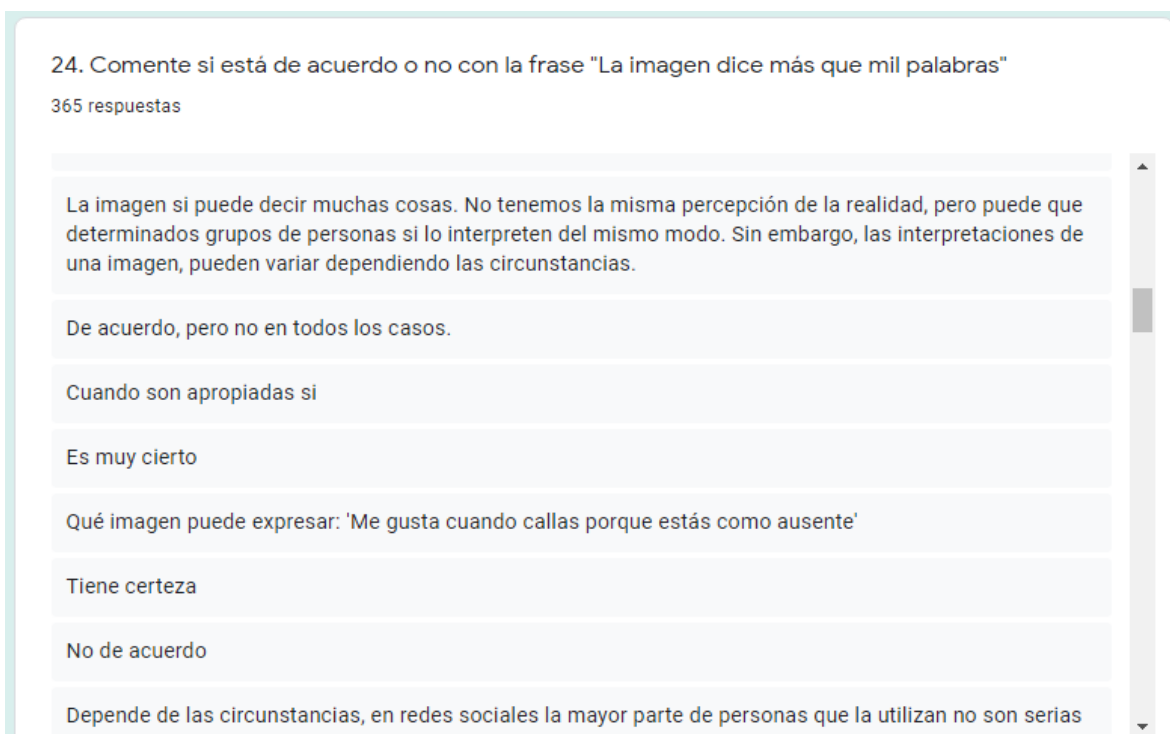 24. Comente si está de acuerdo o no con la frase "La imagen dice más que mil palabras"
365 respuestas
La imagen si puede decir muchas cosas. No tenemos la misma percepción de la realidad, pero puede que
determinados grupos de personas si lo interpreten del mismo modo. Sin embargo, las interpretaciones de
una imagen, pueden variar dependiendo las circunstancias.
De acuerdo, pero no en todos los casos.
Cuando son apropiadas si
Es muy cierto
Qué imagen puede expresar: 'Me gusta cuando callas porque estás como ausente'
Tiene certeza
No de acuerdo
Depende de las circunstancias, en redes sociales la mayor parte de personas que la utilizan no son serias